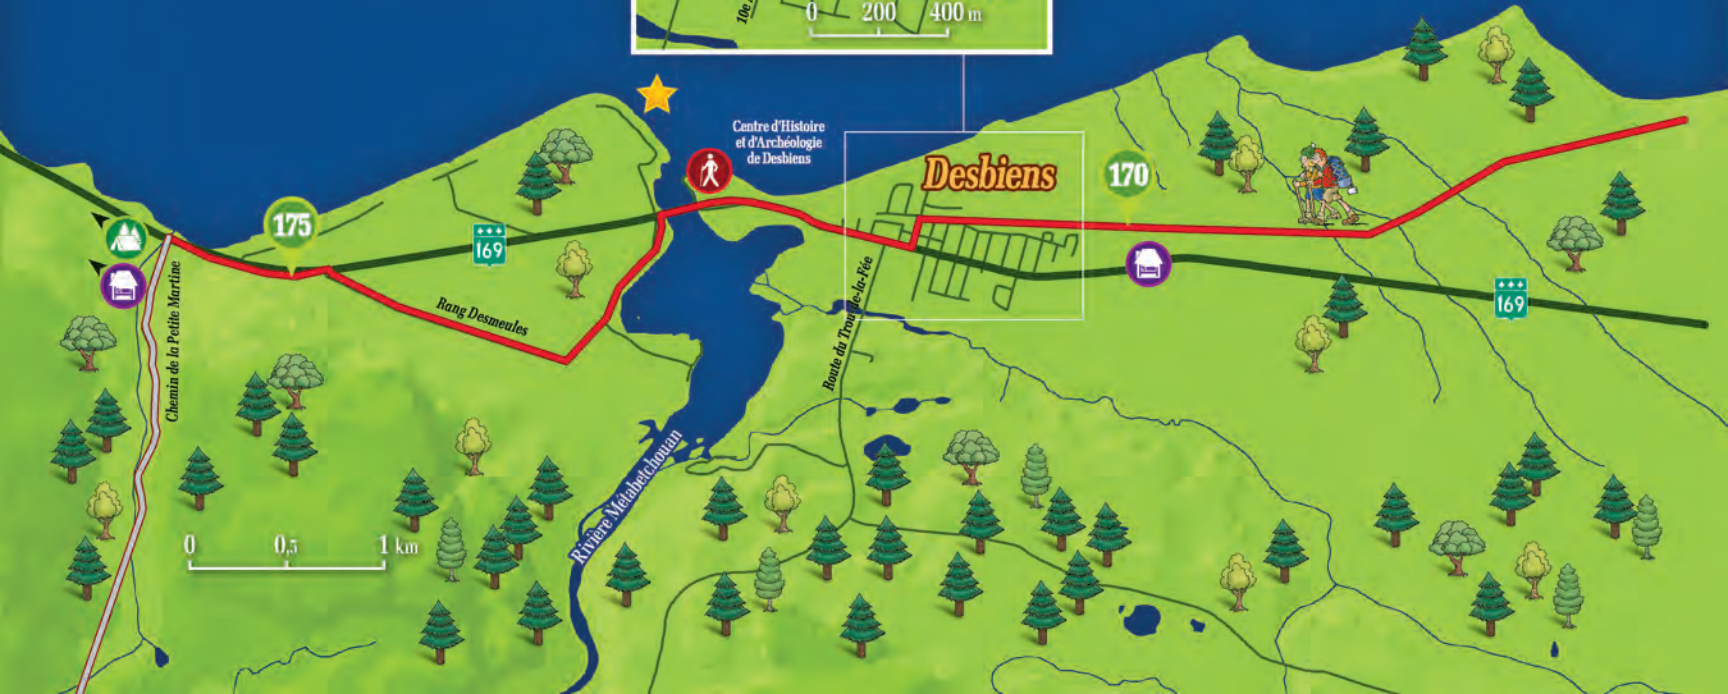 10e
0 200 400 m
Centre d'Histoire
et d'Archéologie
de Desbiens
Desbiens
170
175
169
Chemin de la Petite Martine
Rang Desmeules
Route du Trou-de-la-Fée
169
Rivière Métabetchouan
0 0,5 1 km